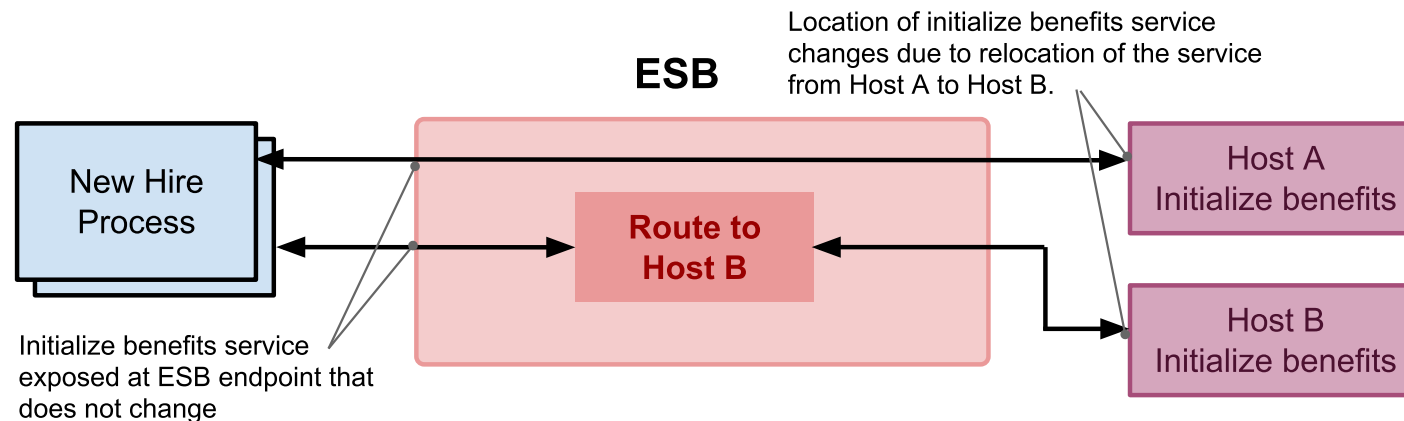 Location of initialize benefits service
changes due to relocation of the service
from Host A to Host B.
ESB
New Hire
Process
Host A
Initialize benefits
Route to
Host B
Host B
Initialize benefits
Initialize benefits service
exposed at ESB endpoint that
does not change